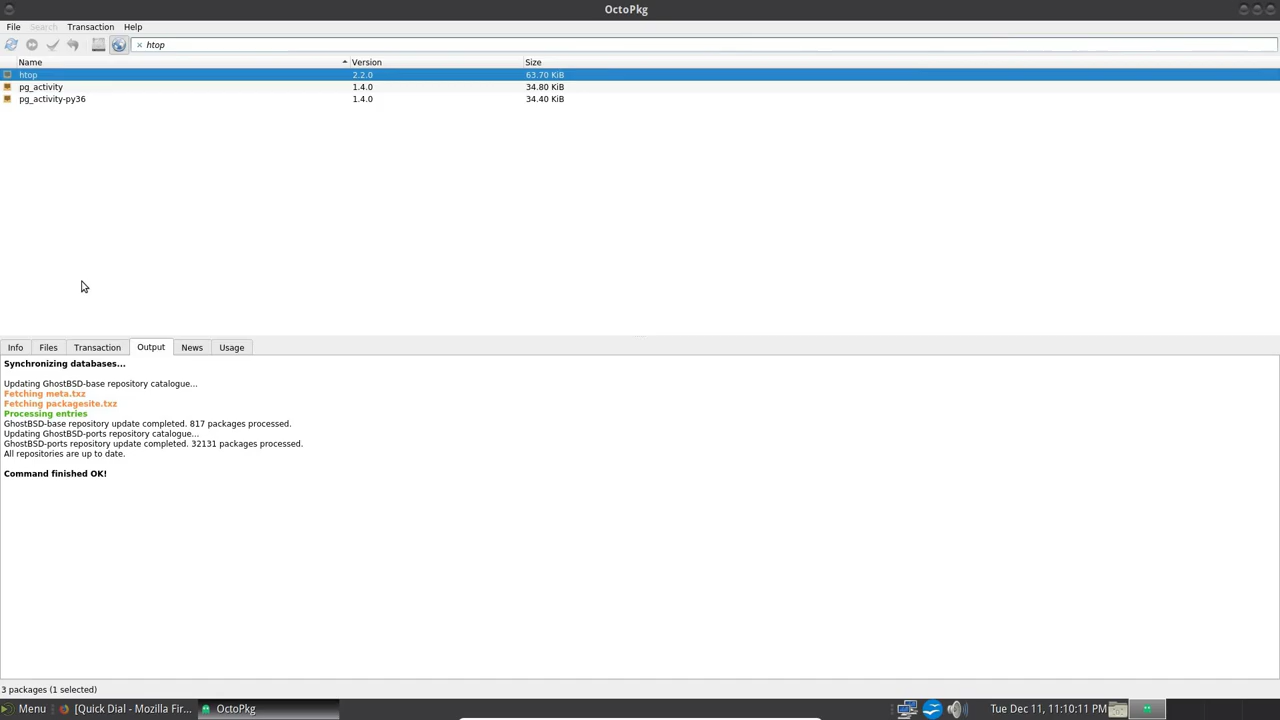 OctoPkg
File Search Transaction Help
htop
Name Version Size
htop 2.2.0 63.70 KiB
pg_activity 1.4.0 34.80 KiB
pg_activity-py36 1.4.0 34.40 KiB
Info Files Transaction Output News Usage
Synchronizing databases...
Updating GhostBSD-base repository catalogue...
Fetching meta.txz
Fetching packagesite.txz
Processing entries
GhostBSD-base repository update completed. 817 packages processed.
Updating GhostBSD-ports repository catalogue...
GhostBSD-ports repository update completed. 32131 packages processed.
All repositories are up to date.
Command finished OK!
3 packages (1 selected)
Menu [Quick Dial - Mozilla Fir... OctoPkg Tue Dec 11, 11:10:11 PM